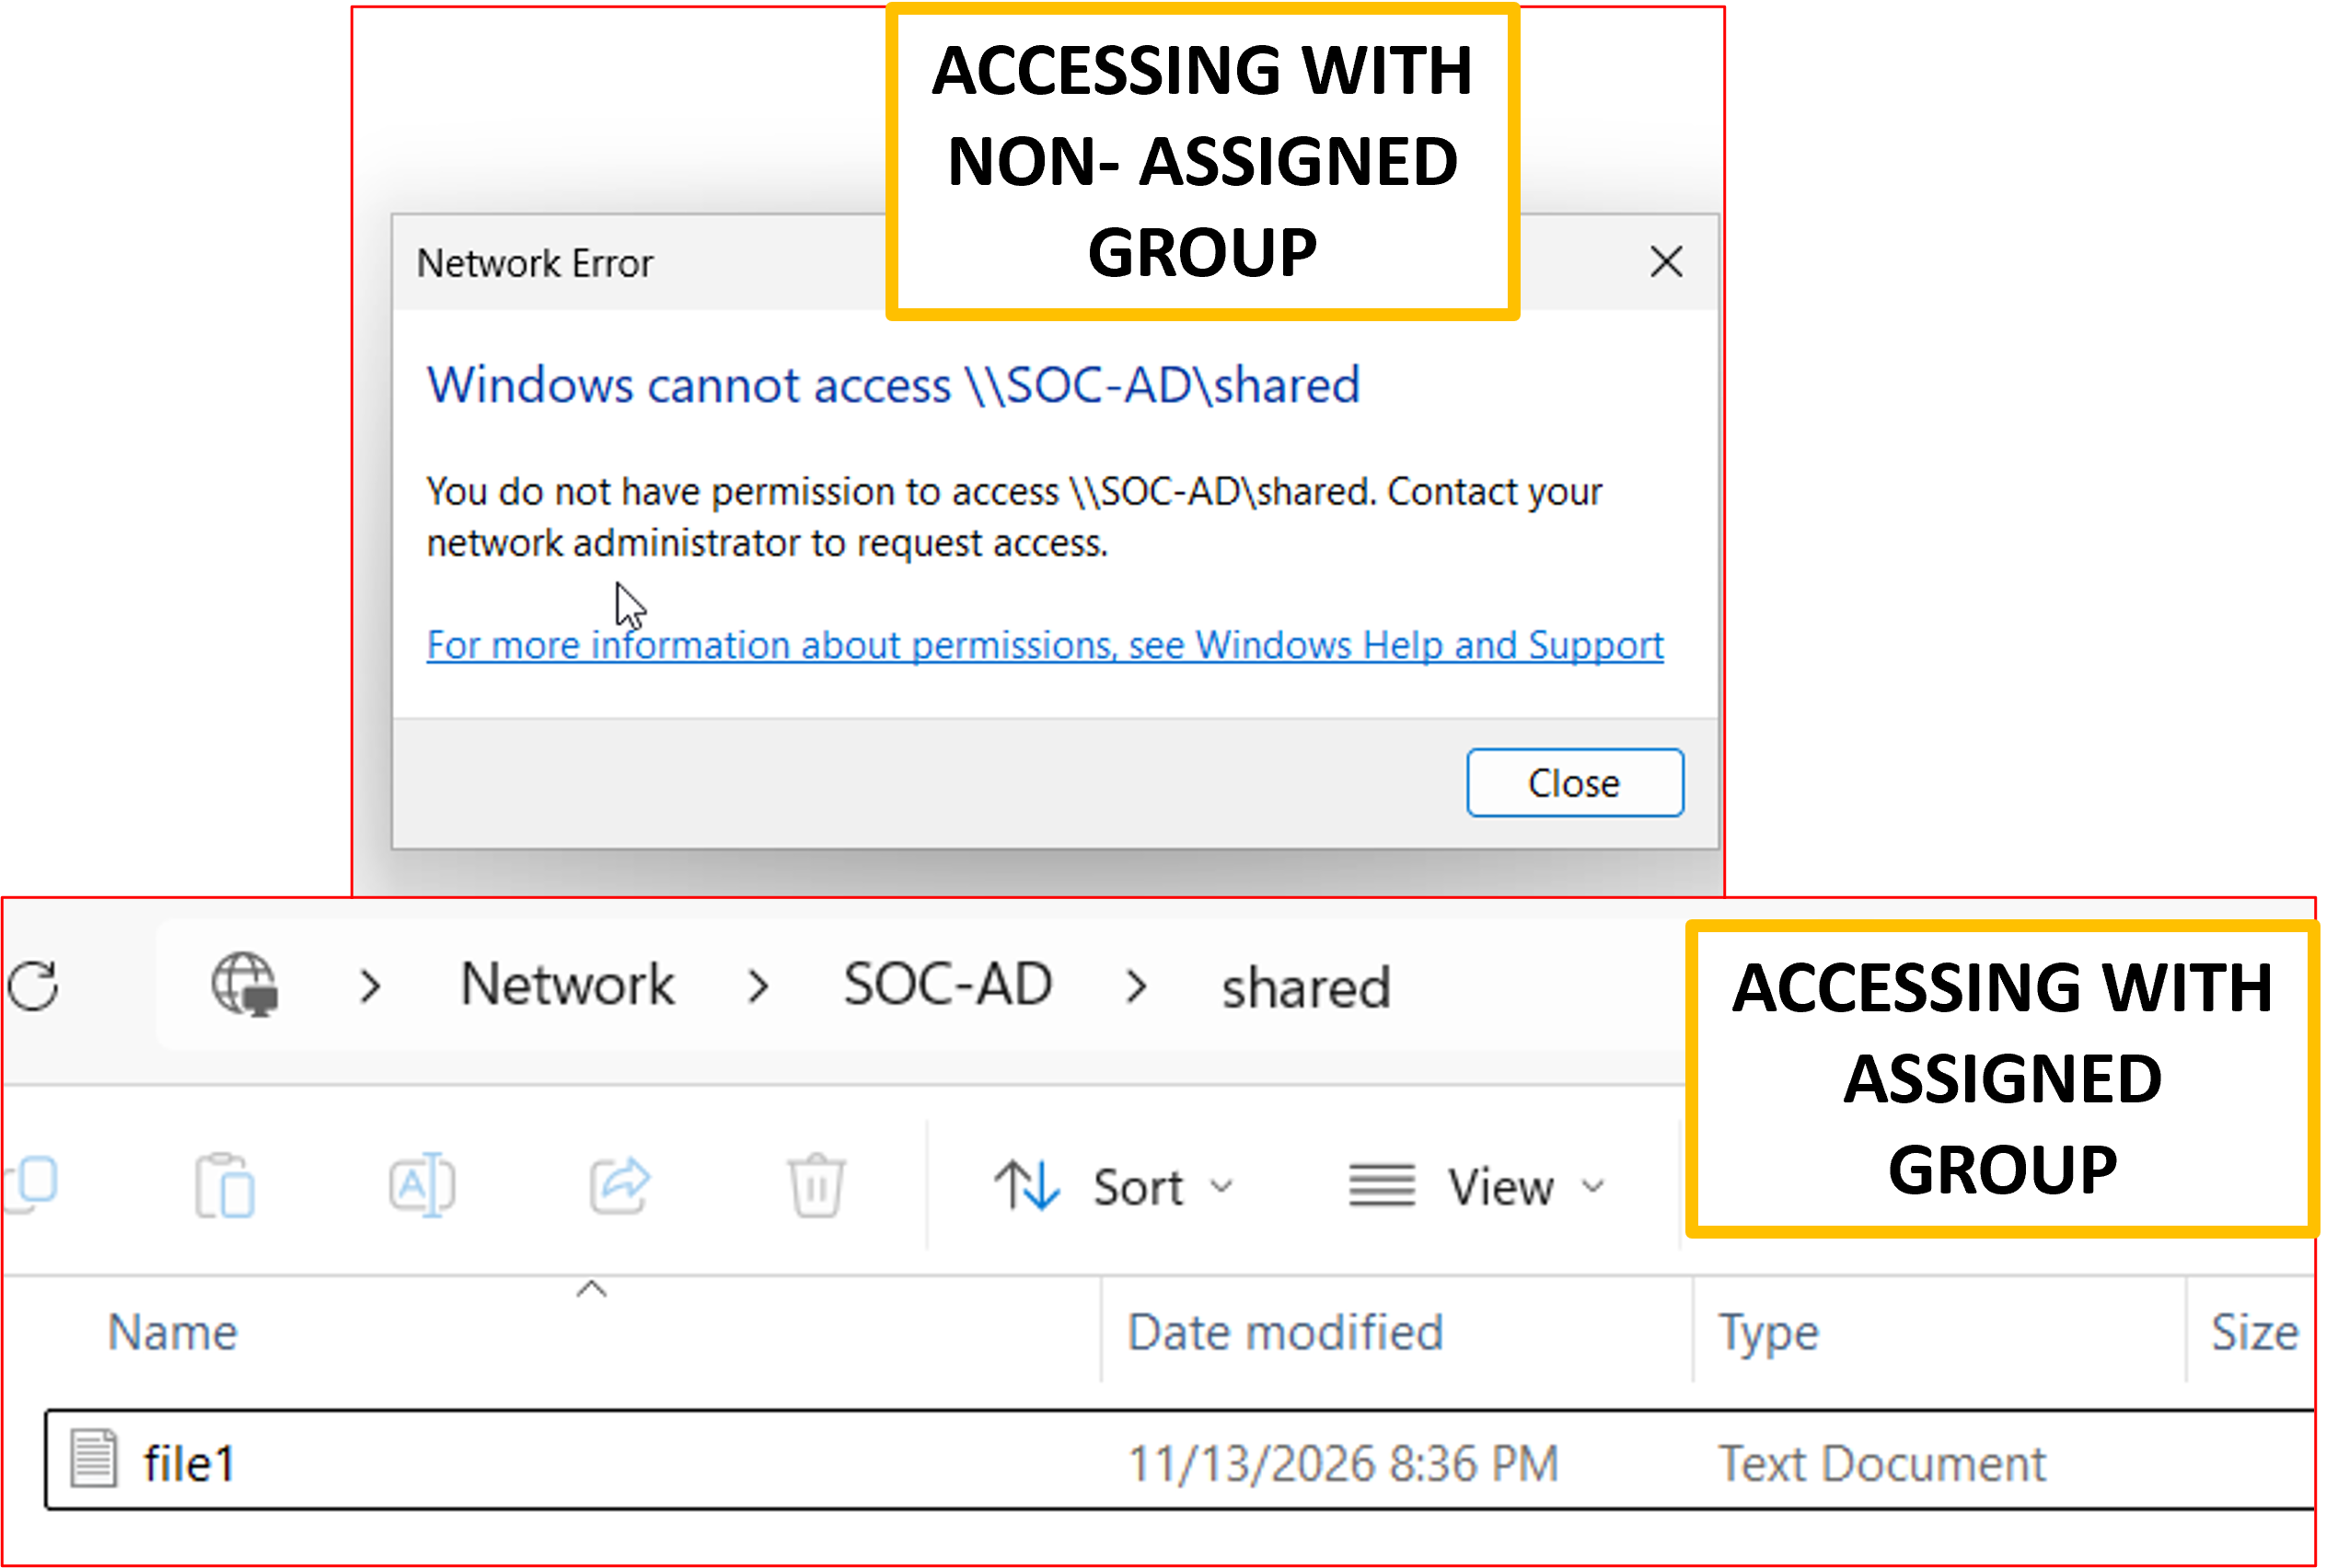 ACCESSING WITH
NON- ASSIGNED
GROUP
Network Error
Windows cannot access \\SOC-AD\shared
You do not have permission to access \\SOC-AD\shared. Contact your
network administrator to request access.
For more information about permissions, see Windows Help and Support
Close
Network SOC-AD shared
ACCESSING WITH
ASSIGNED
GROUP
Sort View
Name Date modified Type Size
file1 11/13/2026 8:36 PM Text Document